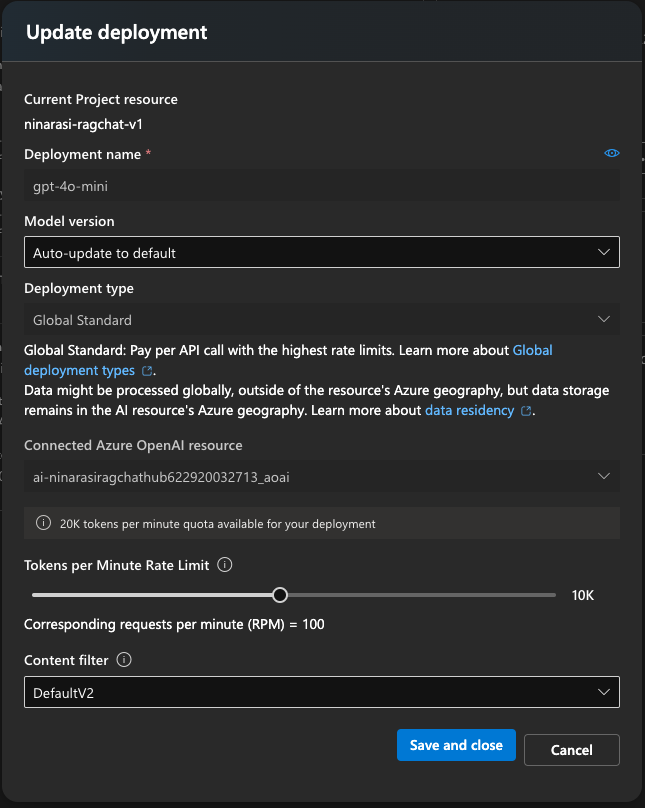 Update deployment
Current Project resource
ninarasi-ragchat-v1
Deployment name *
gpt-4o-mini
Model version
Auto-update to default
Deployment type
Global Standard
Global Standard: Pay per API call with the highest rate limits. Learn more about Global
deployment types .
Data might be processed globally, outside of the resource's Azure geography, but data storage
remains in the AI resource's Azure geography. Learn more about data residency .
Connected Azure OpenAI resource
ai-ninarasiragchathub622920032713_aoai
20K tokens per minute quota available for your deployment
Tokens per Minute Rate Limit
10K
Corresponding requests per minute (RPM) = 100
Content filter
DefaultV2
Save and close
Cancel